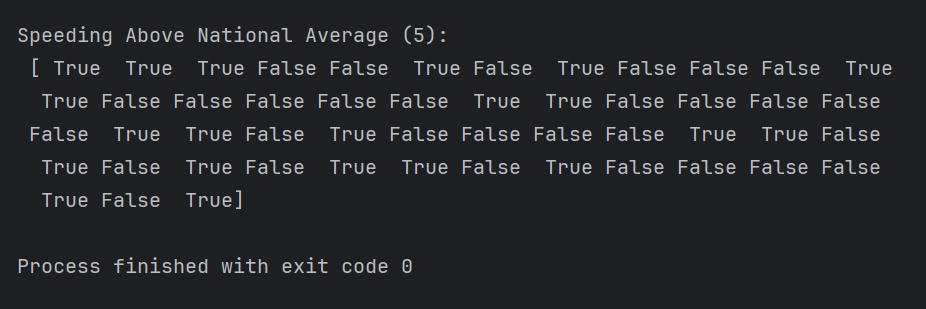 Speeding Above National Average (5):
[ True  True  True False False  True False  True False False False  True
True False False False False False  True  True False False False False
False  True  True False  True False False False False  True  True False
True False  True False  True  True False  True False False False False
True False  True]
Process finished with exit code 0